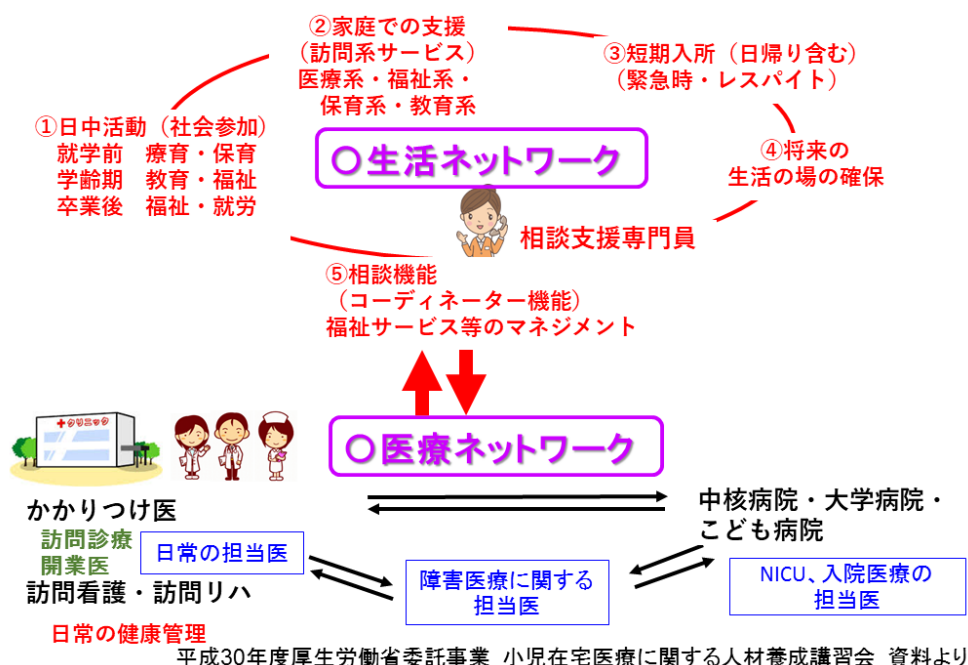 ②家庭での支援
（訪問系サービス）
医療系・福祉系・
保育系・教育系
③短期入所（日帰り含む）
（緊急時・レスパイト）
①日中活動（社会参加）
就学前　療育・保育
学齢期　教育・福祉
卒業後　福祉・就労
〇生活ネットワーク
④将来の
生活の場の確保
相談支援専門員
⑤相談機能
（コーディネーター機能）
福祉サービス等のマネジメント
クリニック
〇医療ネットワーク
かかりつけ医
訪問診療
開業医
日常の担当医
訪問看護・訪問リハ
日常の健康管理
障害医療に関する
担当医
中核病院・大学病院・
こども病院
NICU、入院医療の
担当医
平成30年度厚生労働省委託事業 小児在宅医療に関する人材養成講習会 資料より